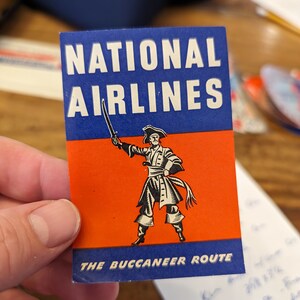 NATIONAL
AIRLINES
THE BUCCANEER ROUTE